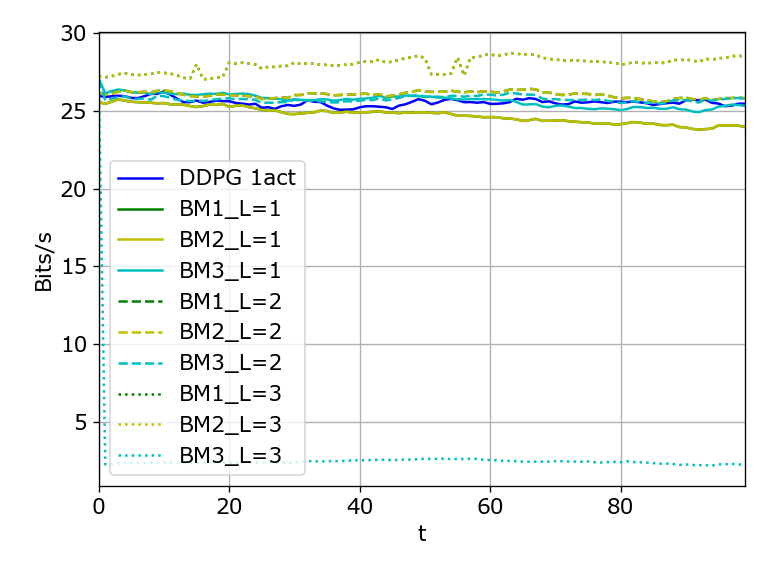 30
25
20
15
10
5
Bits/s
DDPG 1act
BM1_L=1
BM2_L=1
BM3_L=1
BM1_L=2
BM2_L=2
BM3_L=2
BM1_L=3
BM2_L=3
BM3_L=3
0 20 40 60 80
t